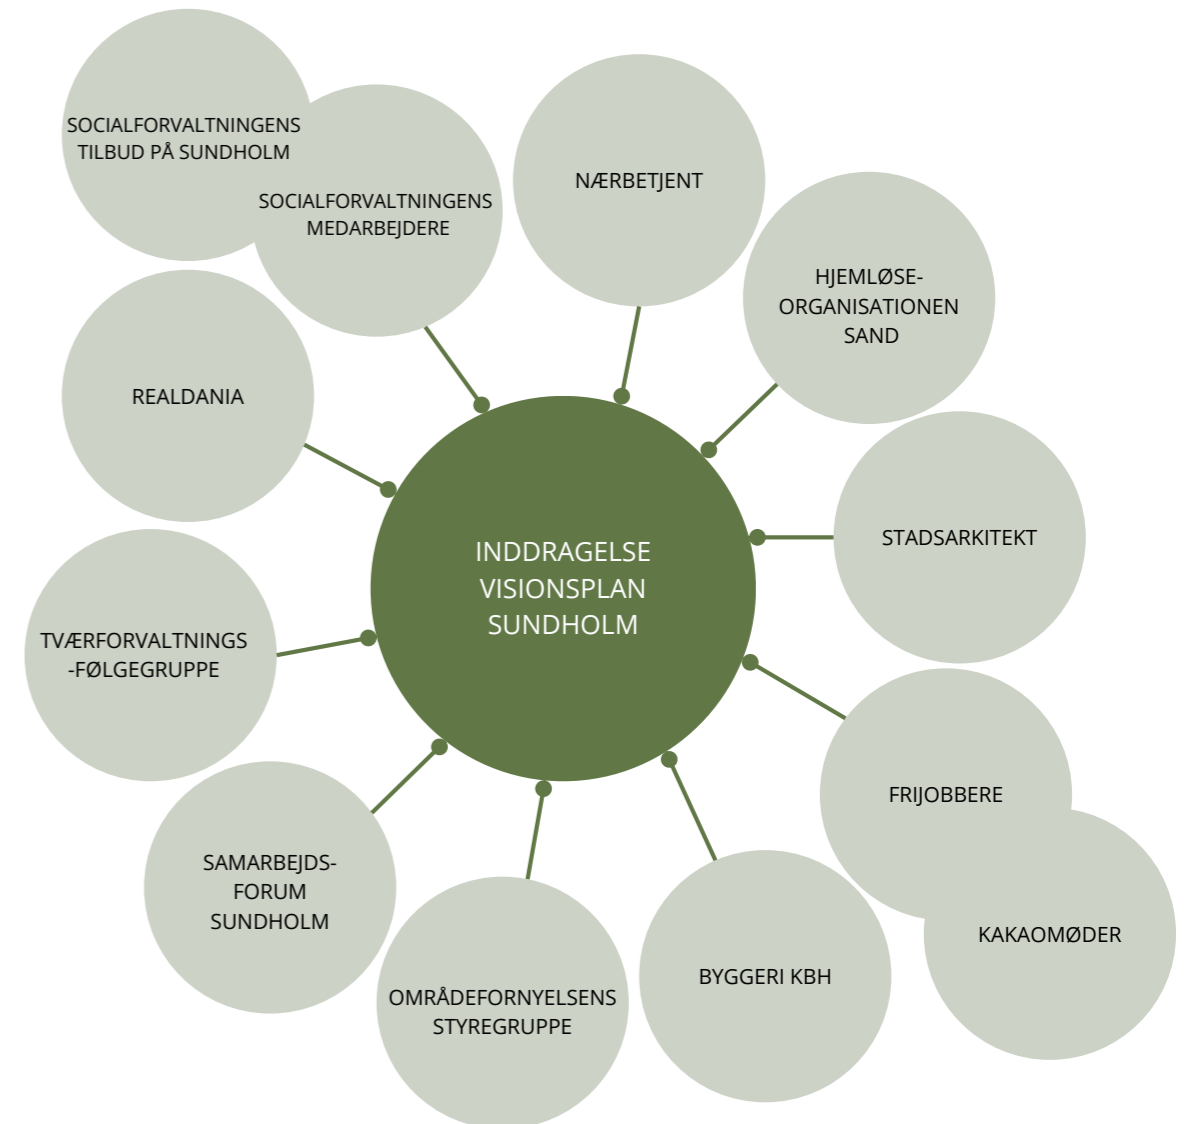 SOCIALFORVALTNINGENS
TILBUD PÅ SUNDHOLM
SOCIALFORVALTNINGENS
MEDARBEJDERE
NÆRBETJENT
HJEMLØSE-
ORGANISATIONEN
SAND
REALDANIA
STADSARKITEKT
INDDRAGELSE
VISIONSPLAN
SUNDHOLM
TVÆRFORVALTNINGS
-FØLGEGRUPPE
FRIJOBBERE
SAMARBEJDS-
FORUM
SUNDHOLM
KAKAOMØDER
BYGGERI KBH
OMRÅDEFORNYELSENS
STYREGRUPPE